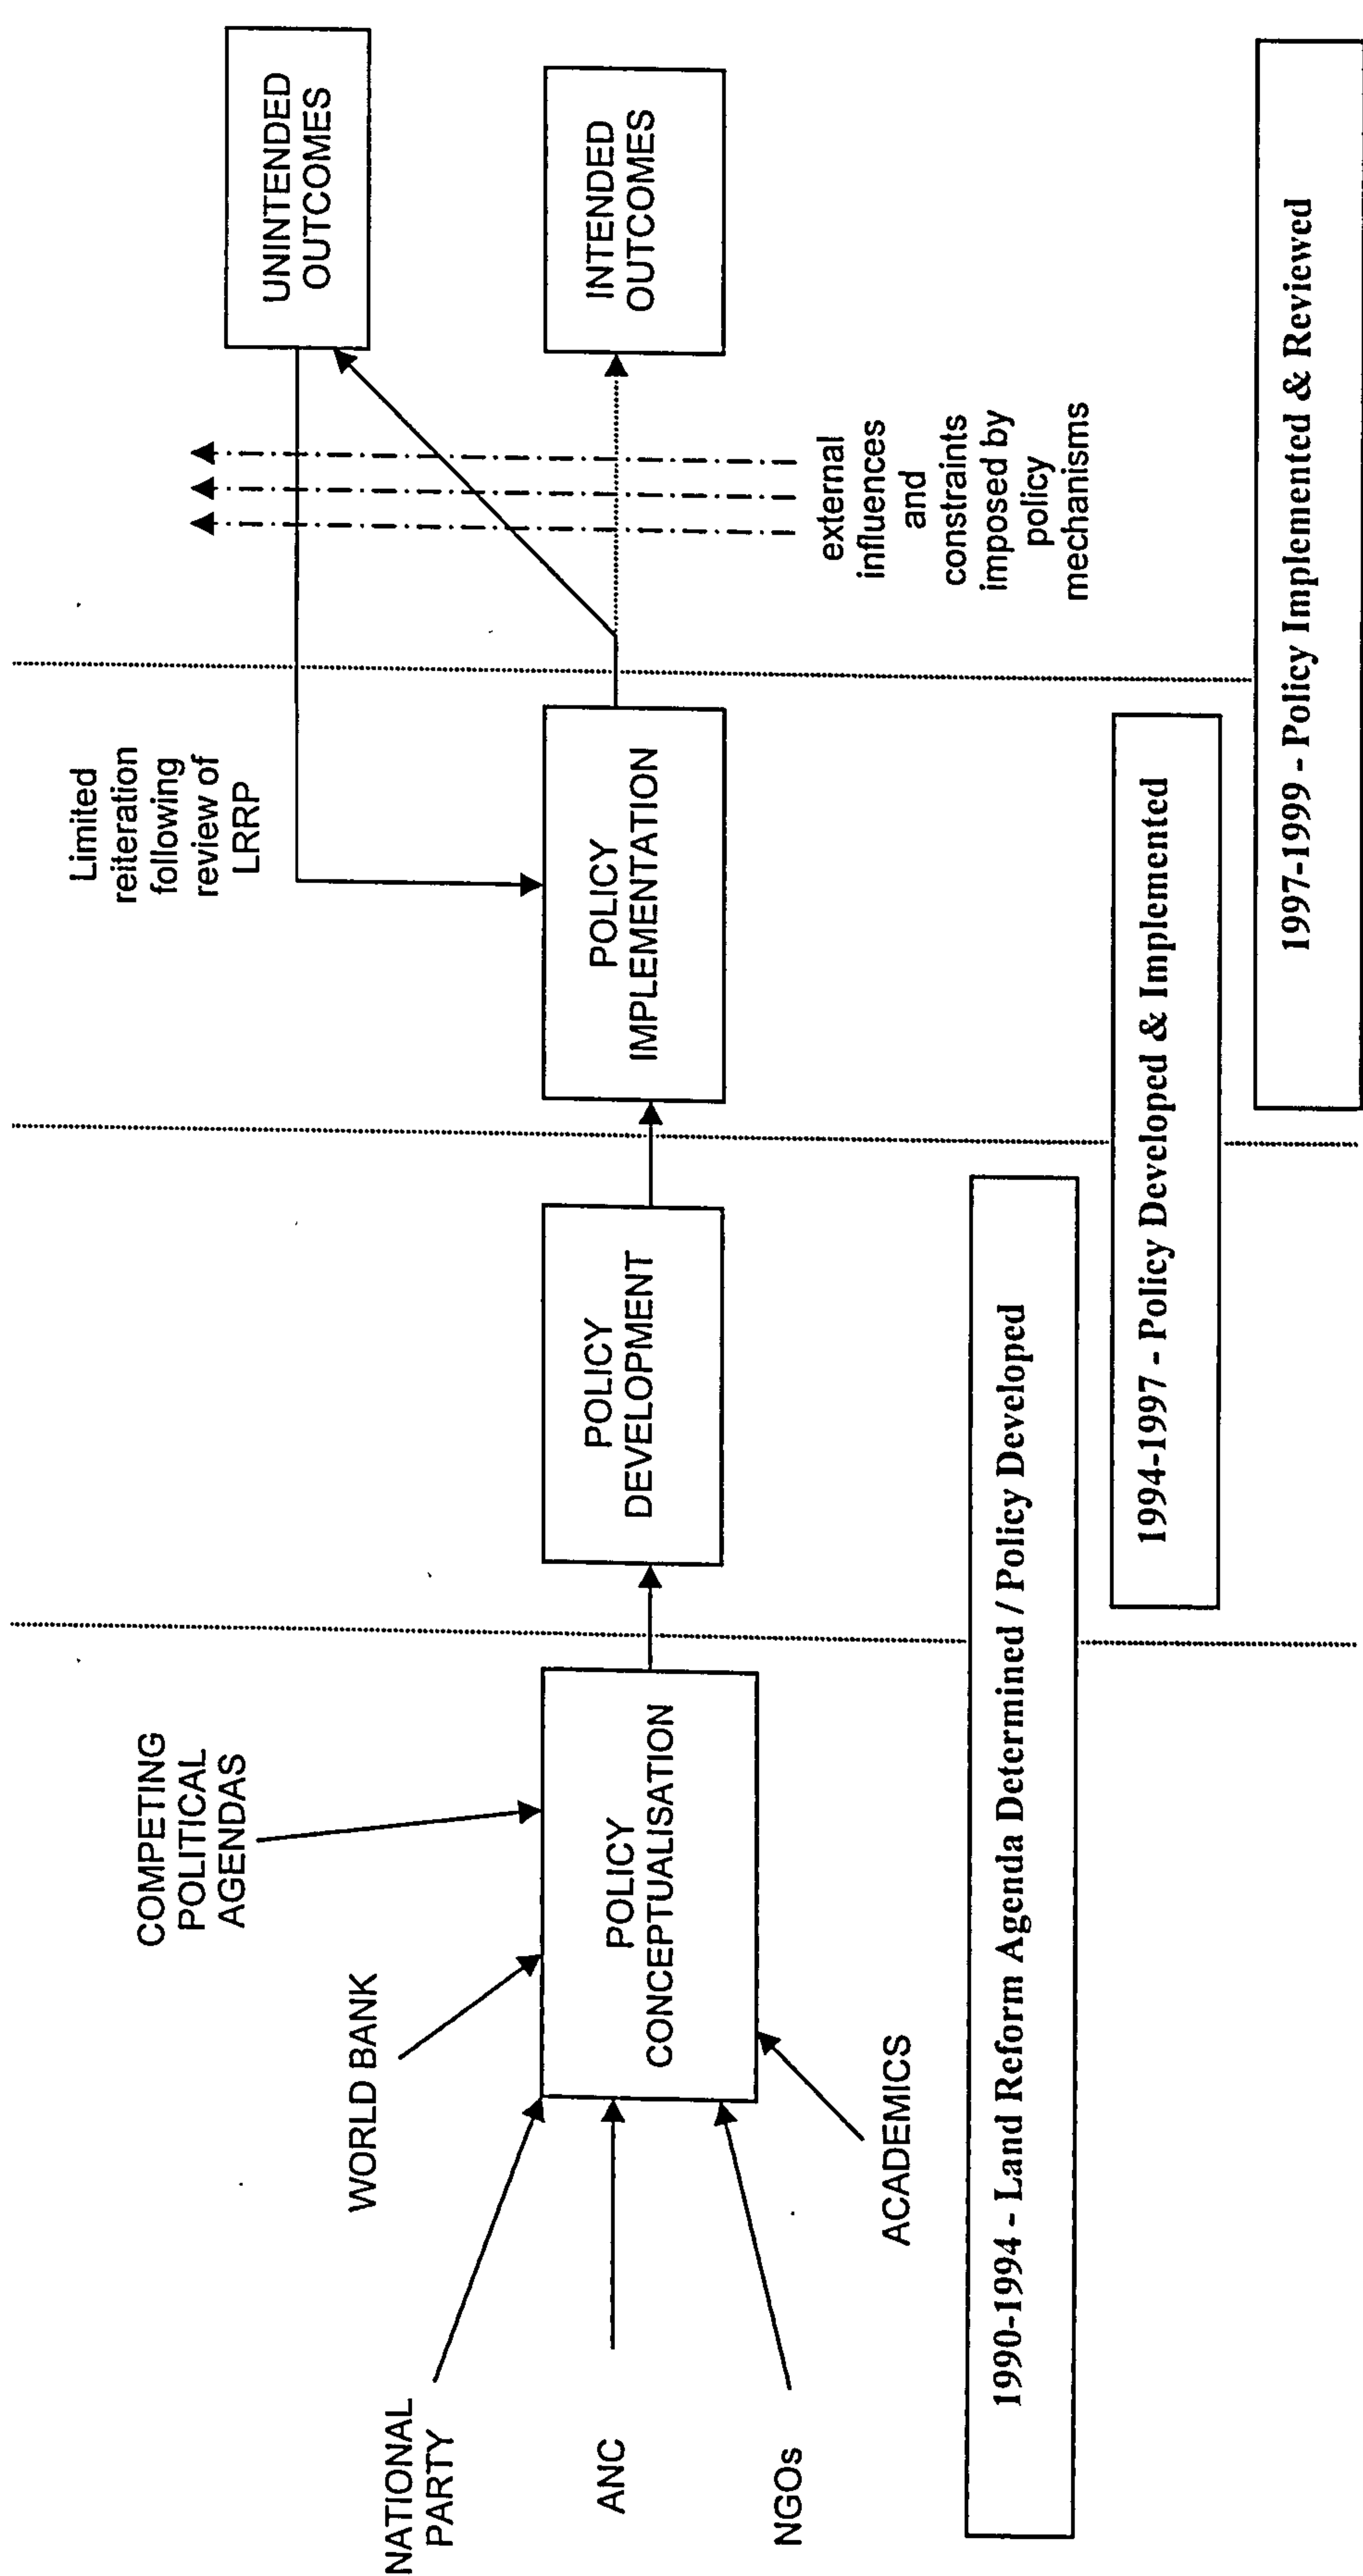 COMPETING
POLITICAL
AGENDAS
WORLD BANK
NATIONAL
PARTY
ANC
NGOs
ACADEMICS
POLICY
CONCEPTUALISATION
POLICY
DEVELOPMENT
POLICY
IMPLEMENTATION
Limited
reiteration
following
review of
LRRP
UNINTENDED
OUTCOMES
INTENDED
OUTCOMES
external
influences
and
constraints
imposed by
policy
mechanisms
1990-1994 - Land Reform Agenda Determined / Policy Developed
1994-1997 - Policy Developed & Implemented
1997-1999 - Policy Implemented & Reviewed